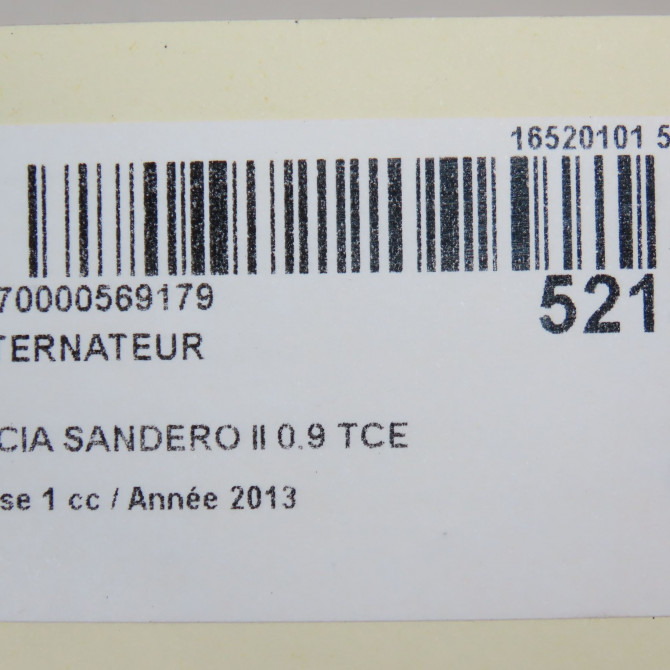 16520101 5
70000569179
521
TERNATEUR
CIA SANDERO II 0.9 TCE
se 1 cc / Année 2013